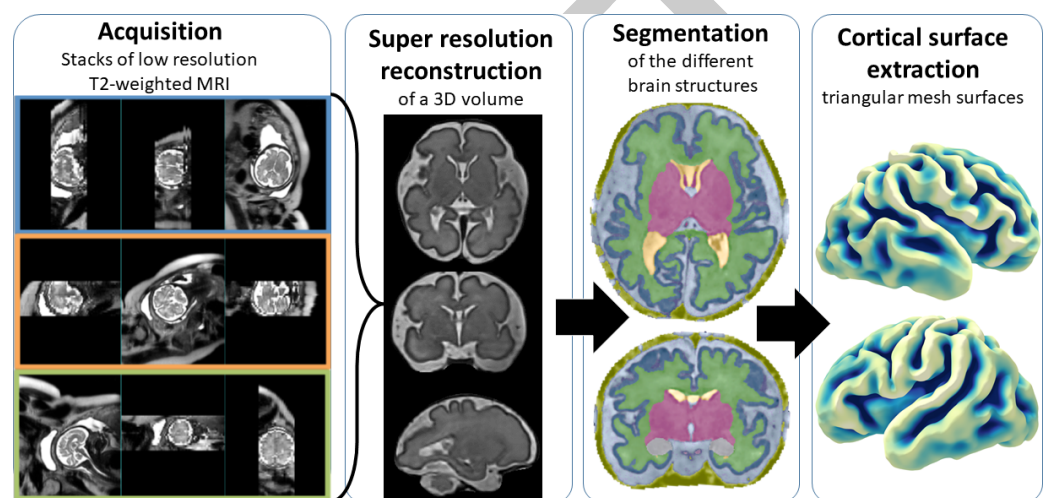 Acquisition
Stacks of low resolution
T2-weighted MRI
Super resolution
reconstruction
of a 3D volume
Segmentation
of the different
brain structures
Cortical surface
extraction
triangular mesh surfaces